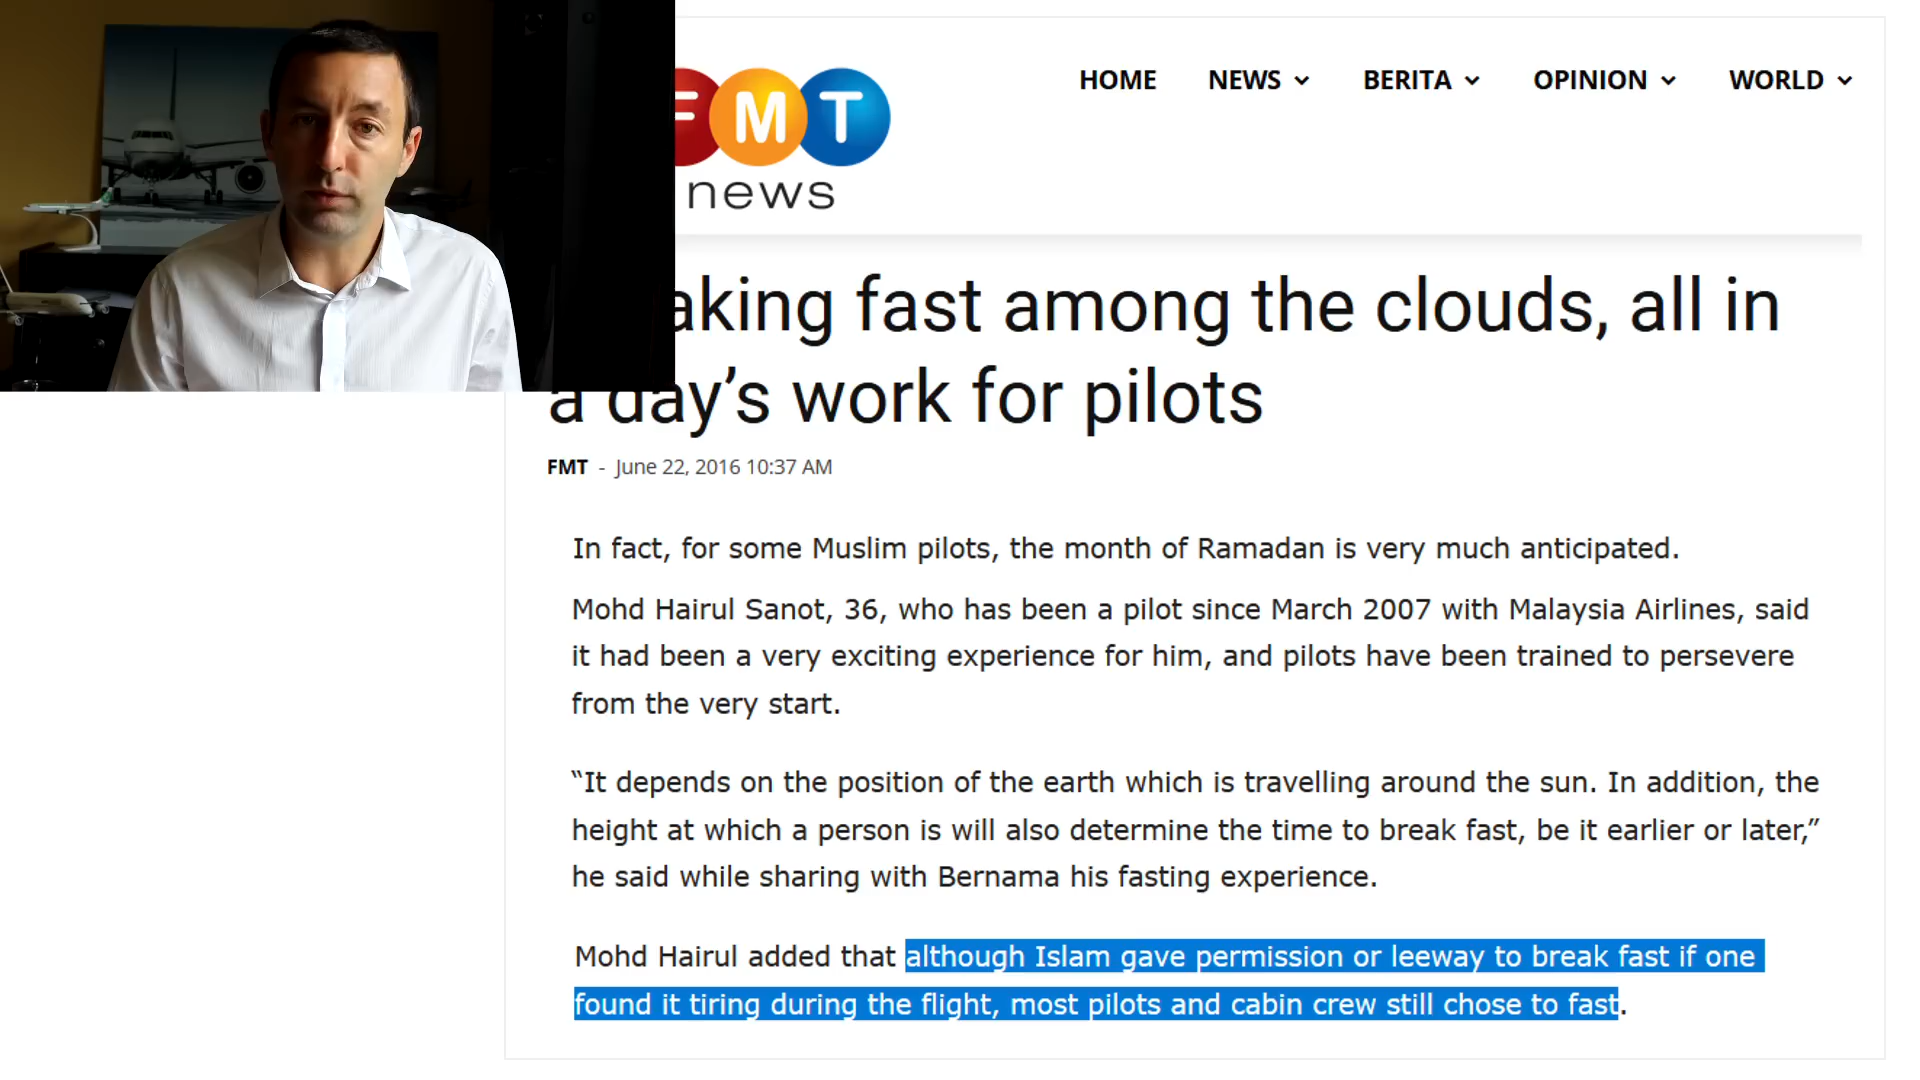 F M T
news
HOME NEWS BERITA OPINION WORLD
aking fast among the clouds, all in
a day's work for pilots
FMT - June 22, 2016 10:37 AM
In fact, for some Muslim pilots, the month of Ramadan is very much anticipated.
Mohd Hairul Sanot, 36, who has been a pilot since March 2007 with Malaysia Airlines, said
it had been a very exciting experience for him, and pilots have been trained to persevere
from the very start.
“It depends on the position of the earth which is travelling around the sun. In addition, the
height at which a person is will also determine the time to break fast, be it earlier or later,”
he said while sharing with Bernama his fasting experience.
Mohd Hairul added that although Islam gave permission or leeway to break fast if one
found it tiring during the flight, most pilots and cabin crew still chose to fast.